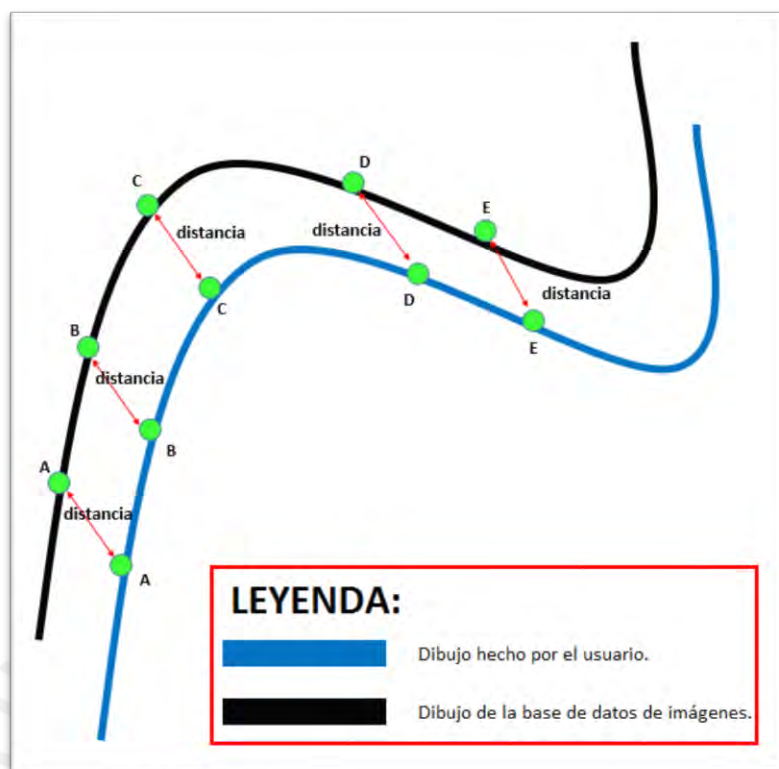 D
C
E
distancia
distancia
C
D
distancia
E
B
distancia
B
A
distancia
A
LEYENDA:
Dibujo hecho por el usuario.
Dibujo de la base de datos de imágenes.